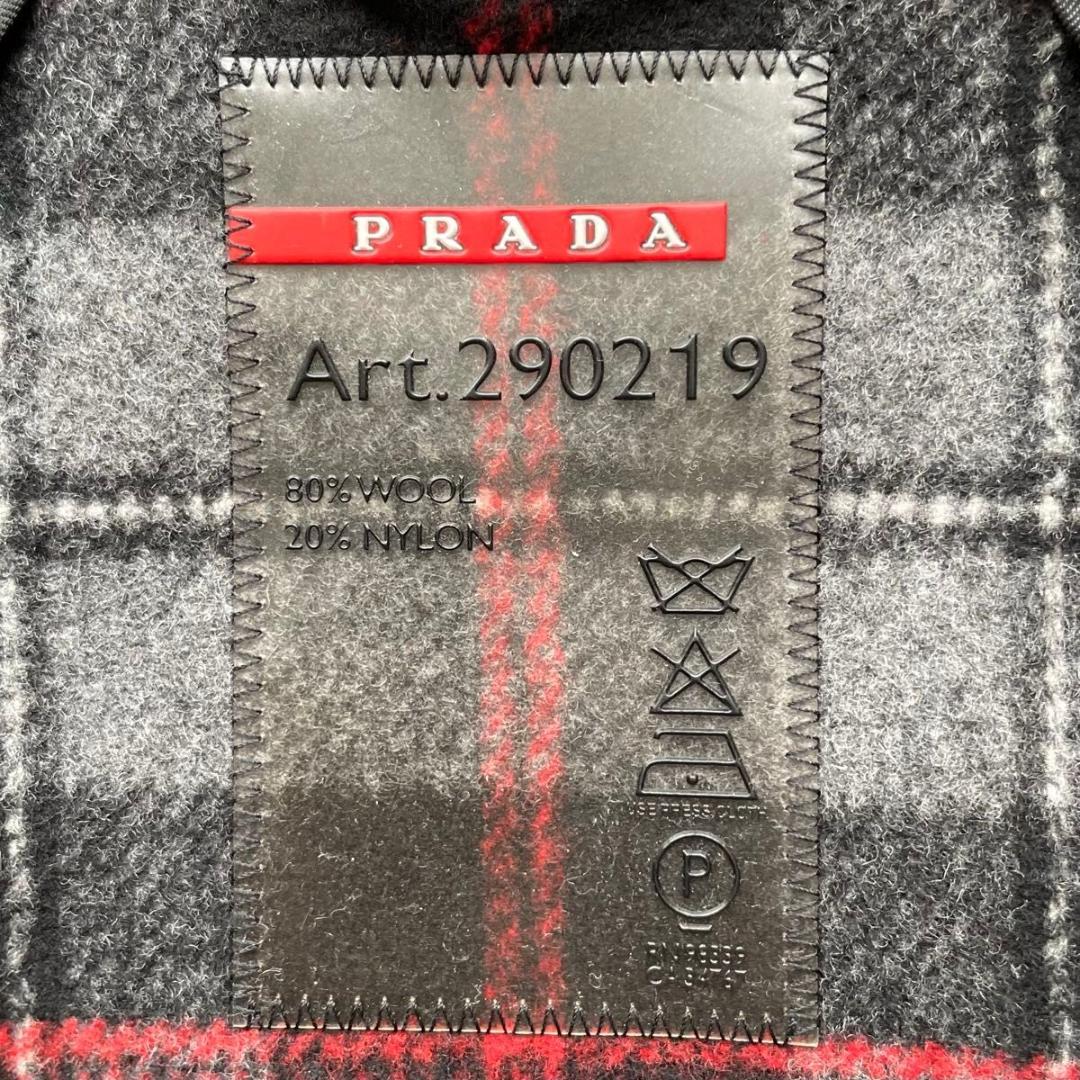 PRADA
Art.290219
80% WOOL
20% NYLON
USE PRESS CLOTH
P